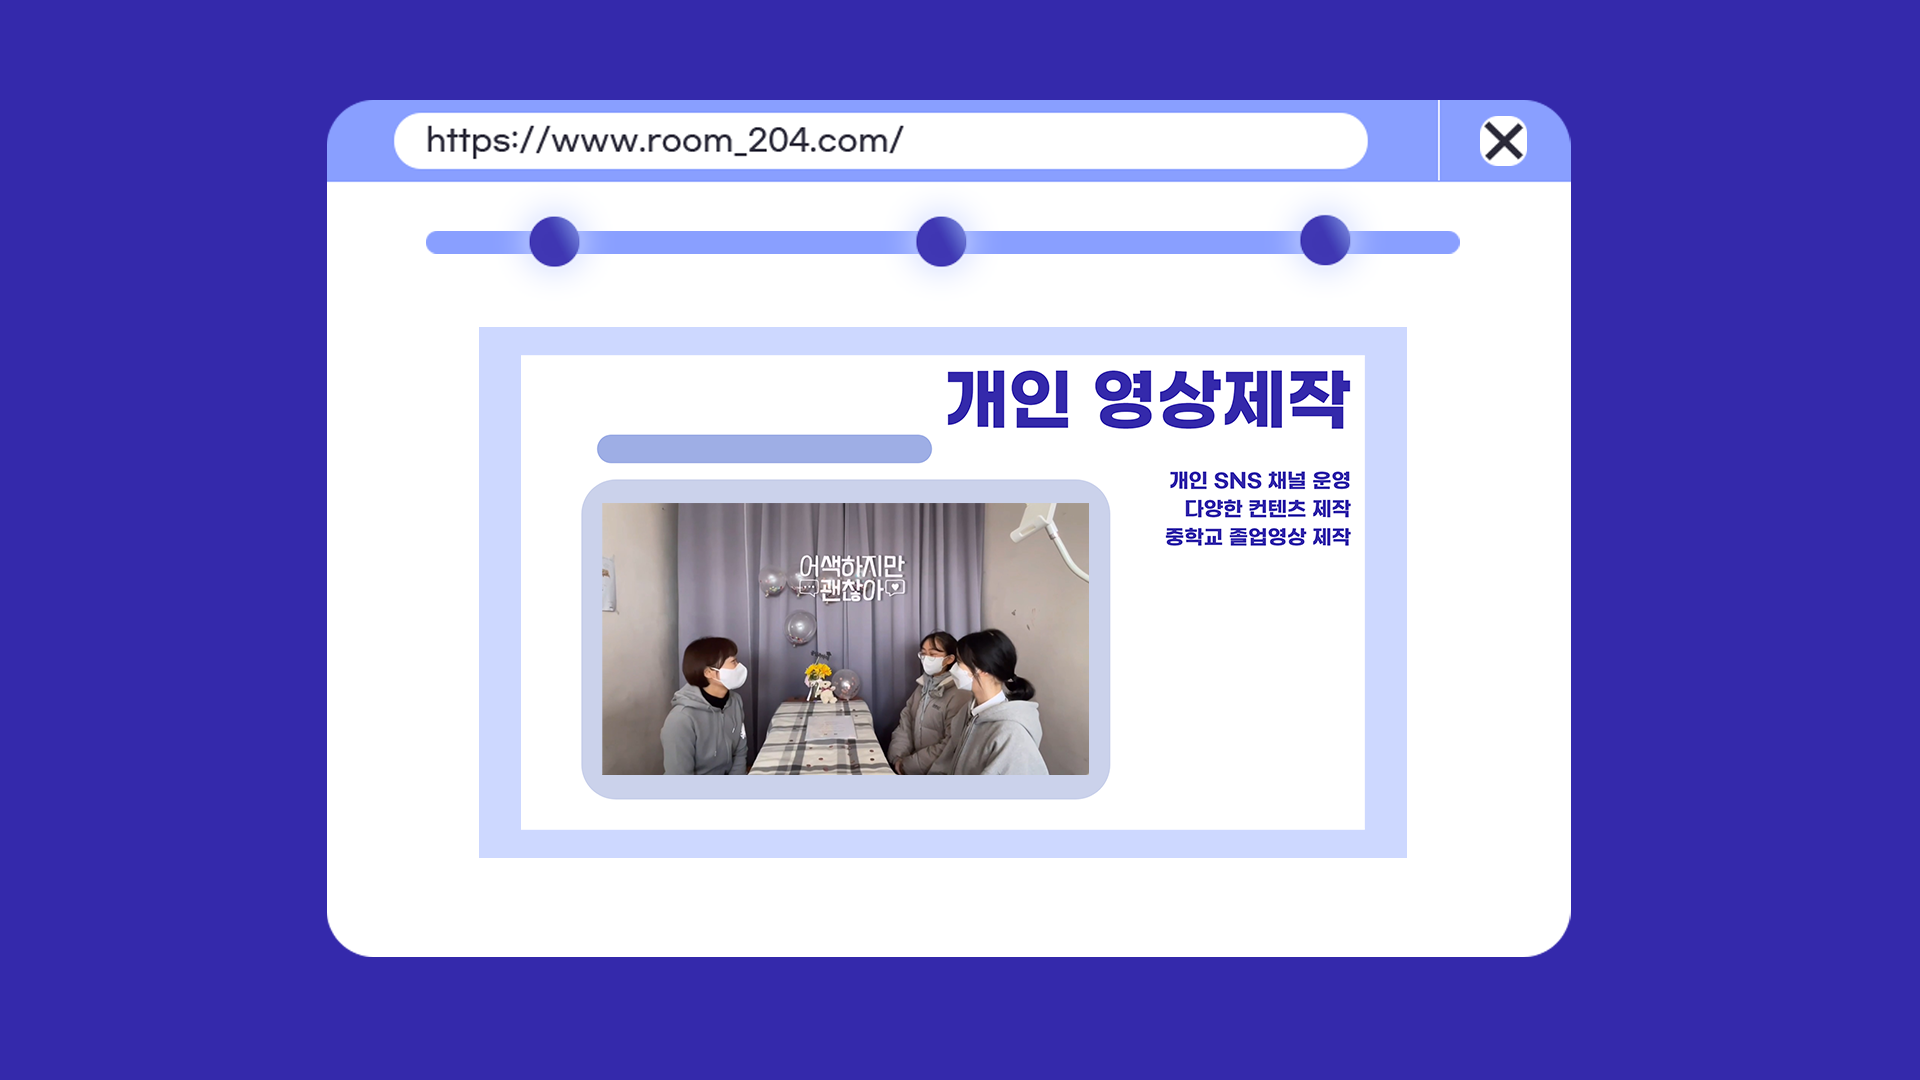 https://www.room_204.com/
개인 영상제작
개인 SNS 채널 운영
다양한 컨텐츠 제작
중학교 졸업영상 제작
어색하지만
괜찮아